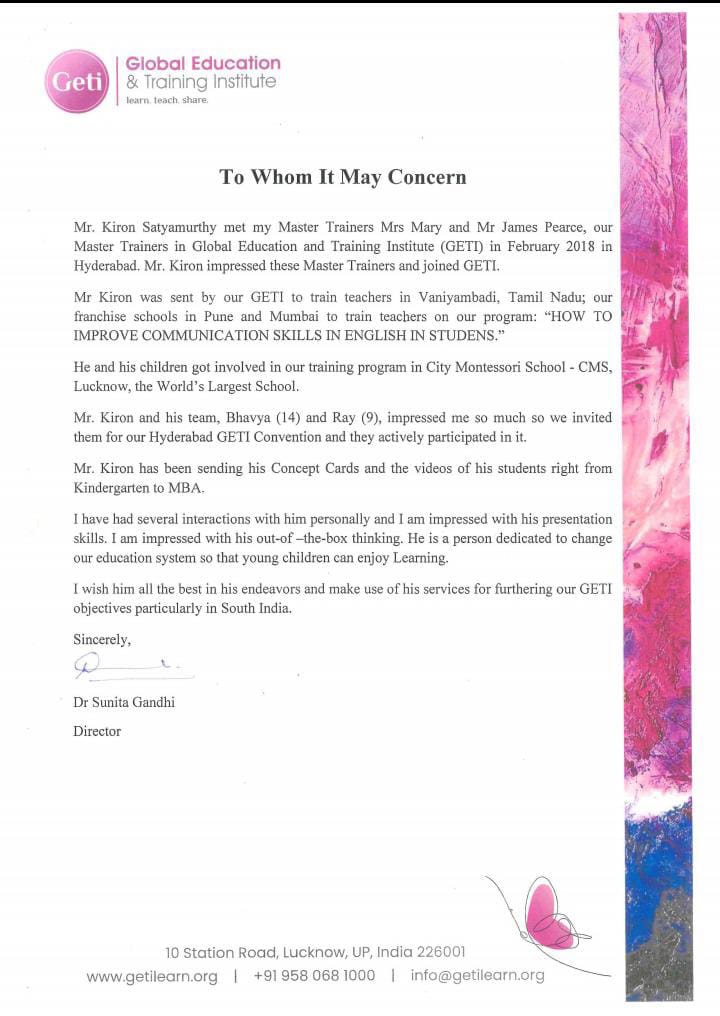 Geti
Global Education
& Training Institute
learn. teach. share.
To Whom It May Concern
Mr. Kiron Satyamurthy met my Master Trainers Mrs Mary and Mr James Pearce, our
Master Trainers in Global Education and Training Institute (GETI) in February 2018 in
Hyderabad. Mr. Kiron impressed these Master Trainers and joined GETI.
Mr Kiron was sent by our GETI to train teachers in Vaniyambadi, Tamil Nadu; our
franchise schools in Pune and Mumbai to train teachers on our program: “HOW TO
IMPROVE COMMUNICATION SKILLS IN ENGLISH IN STUDENS.”
He and his children got involved in our training program in City Montessori School - CMS,
Lucknow, the World’s Largest School.
Mr. Kiron and his team, Bhavya (14) and Ray (9), impressed me so much so we invited
them for our Hyderabad GETI Convention and they actively participated in it.
Mr. Kiron has been sending his Concept Cards and the videos of his students right from
Kindergarten to MBA.
I have had several interactions with him personally and I am impressed with his presentation
skills. I am impressed with his out-of –the-box thinking. He is a person dedicated to change
our education system so that young children can enjoy Learning.
I wish him all the best in his endeavors and make use of his services for furthering our GETI
objectives particularly in South India.
Sincerely,
Dr Sunita Gandhi
Director
10 Station Road, Lucknow, UP, India 226001
www.getilearn.org | +91 958 068 1000 | info@getilearn.org